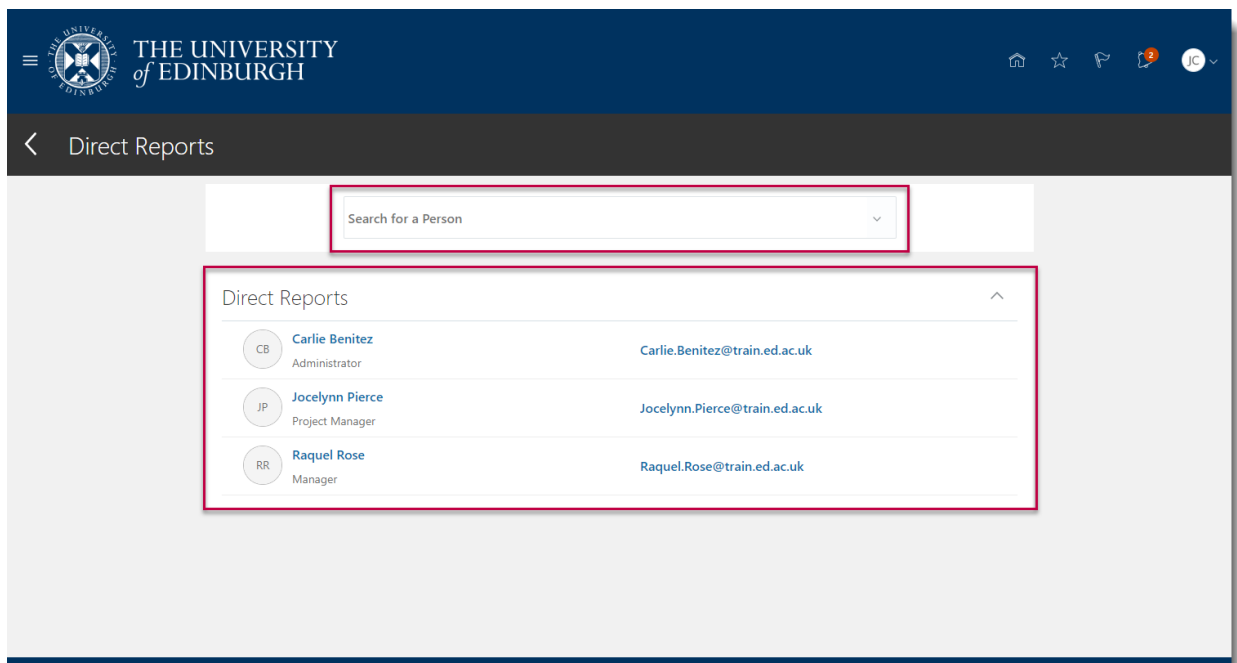 THE UNIVERSITY
of EDINBURGH
2
JC
Direct Reports
Search for a Person
Direct Reports
CB
Carlie Benitez
Administrator
Carlie.Benitez@train.ed.ac.uk
JP
Jocelynn Pierce
Project Manager
Jocelynn.Pierce@train.ed.ac.uk
RR
Raquel Rose
Manager
Raquel.Rose@train.ed.ac.uk